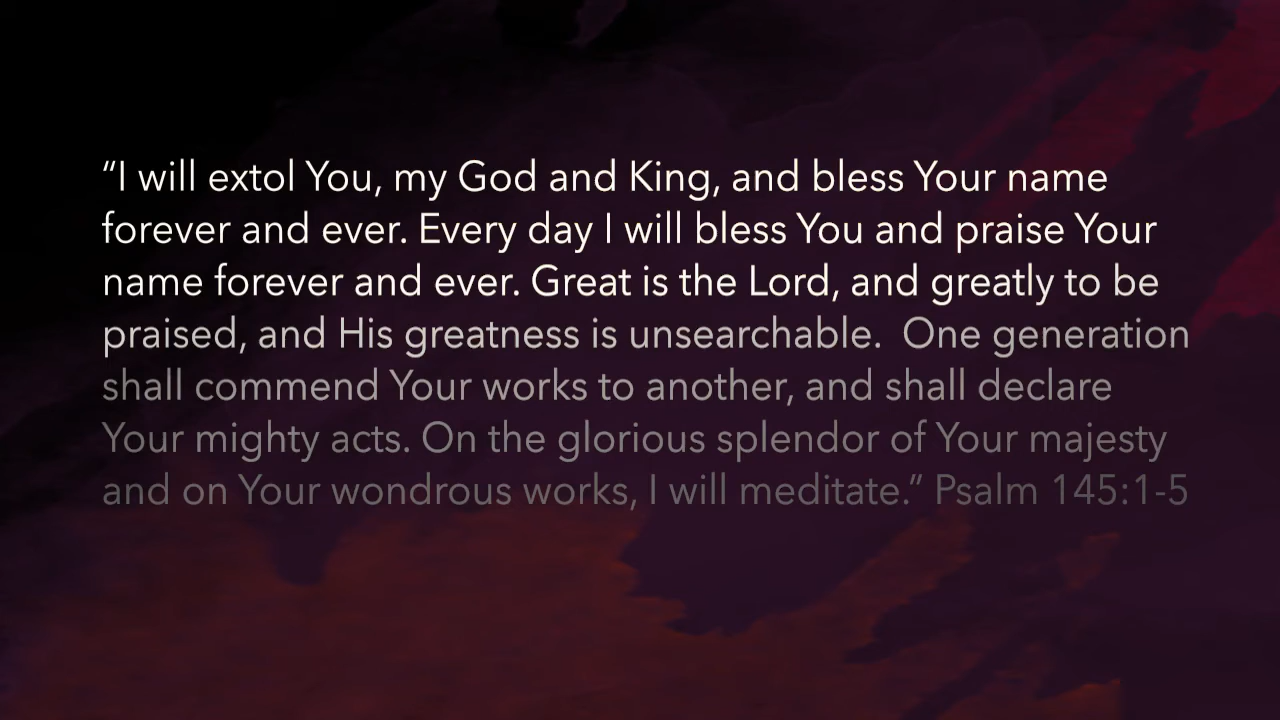 “I will extol You, my God and King, and bless Your name
forever and ever. Every day I will bless You and praise Your
name forever and ever. Great is the Lord, and greatly to be
praised, and His greatness is unsearchable.  One generation
shall commend Your works to another, and shall declare
Your mighty acts. On the glorious splendor of Your majesty
and on Your wondrous works, I will meditate.” Psalm 145:1-5